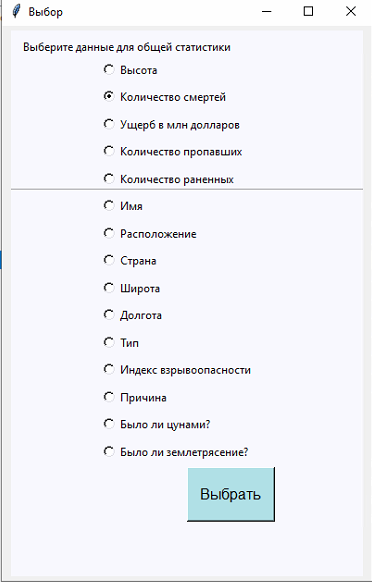 Выбор
Выберите данные для общей статистики
Высота
Количество смертей
Ущерб в млн долларов
Количество пропавших
Количество раненных
Имя
Расположение
Страна
Широта
Долгота
Тип
Индекс взрывоопасности
Причина
Было ли цунами?
Было ли землетрясение?
Выбрать